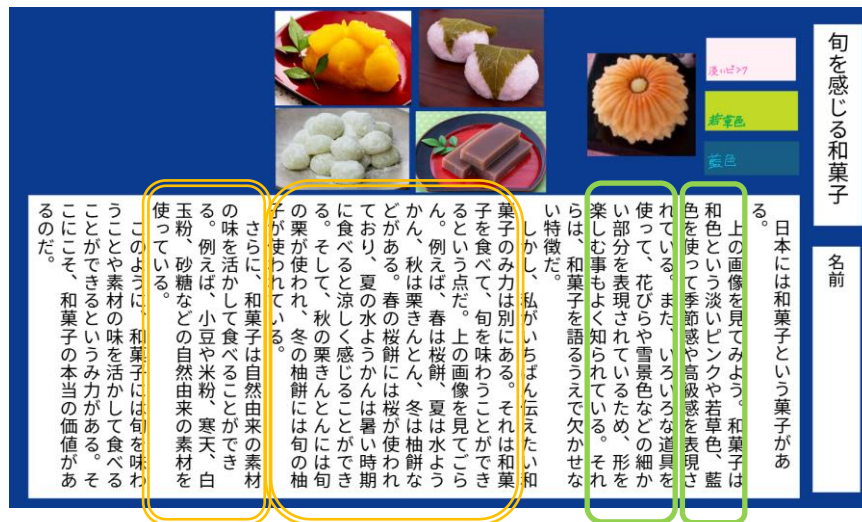 旬を感じる和菓子
名前
淡いピンク
若草色
藍色
日本には和菓子という菓子があ
る。
上の画像を見てみよう。和菓子は
和色という淡いピンクや若草色、藍
色を使って季節感や高級感を表現さ
れている。また、いろいろな道具を
使って、花びらや雪景色などの細か
い部分を表現されているため、形を
楽しむ事もよく知られている。それ
らは、和菓子を語るうえで欠かせな
い特徴だ。
しかし、私がいちばん伝えたい和
菓子のみ力は別にある。それは和菓
子を食べて、旬を味わうことができ
るという点だ。上の画像を見てごら
ん。例えば、春は桜餅、夏は水よう
かん、秋は栗きんとん、冬は柚餅な
どがある。春の桜餅には桜が使われ
ており、夏の水ようかんは暑い時期
に食べると涼しく感じることができ
る。そして、秋の栗きんとんには旬
の栗が使われ、冬の柚餅には旬の柚
子が使われている。
さらに、和菓子は自然由来の素材
の味を活かして食べることができ
る。例えば、小豆や米粉、寒天、白
玉粉、砂糖などの自然由来の素材を
使っている。
このように、和菓子には旬を味わ
うことや素材の味を活かして食べる
ことができるというみ力がある。そ
こにこそ、和菓子の本当の価値があ
るのだ。